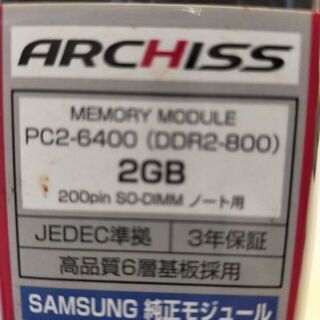 ARCHISS
MEMORY MODULE
PC2-6400 (DDR2-800)
2GB
200pin SO-DIMM ノート用
JEDEC準拠 3年保証
高品質6層基板採用
SAMSUNG 純正モジュール